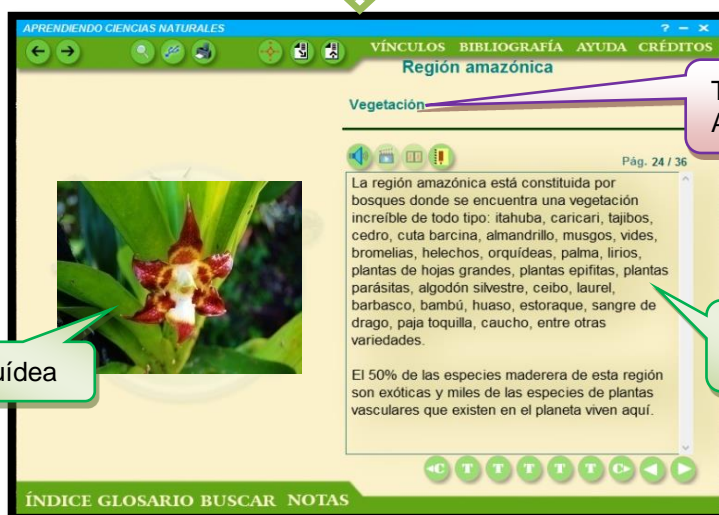 APRENDIENDO CIENCIAS NATURALES
VÍNCULOS BIBLIOGRAFÍA AYUDA CRÉDITOS
Región amazónica
Vegetación
T
A
Pág. 24 / 36
La región amazónica está constituida por
bosques donde se encuentra una vegetación
increíble de todo tipo: itahuba, caricari, tajibos,
cedro, cuta barcina, almandrillo, musgos, vides,
bromelias, helechos, orquídeas, palma, lirios,
plantas de hojas grandes, plantas epifitas, plantas
parásitas, algodón silvestre, ceibo, laurel,
barbasco, bambú, huaso, estoraque, sangre de
drago, paja toquilla, caucho, entre otras
variedades.
El 50% de las especies maderera de esta región
son exóticas y miles de las especies de plantas
vasculares que existen en el planeta viven aquí.
uídea
C T T T T T C
ÍNDICE GLOSARIO BUSCAR NOTAS